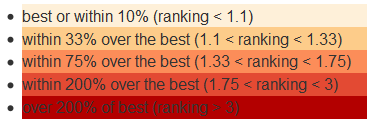 best or within 10% (ranking < 1.1)
within 33% over the best (1.1 < ranking < 1.33)
within 75% over the best (1.33 < ranking < 1.75)
within 200% over the best (1.75 < ranking < 3)
over 200% of best (ranking > 3)